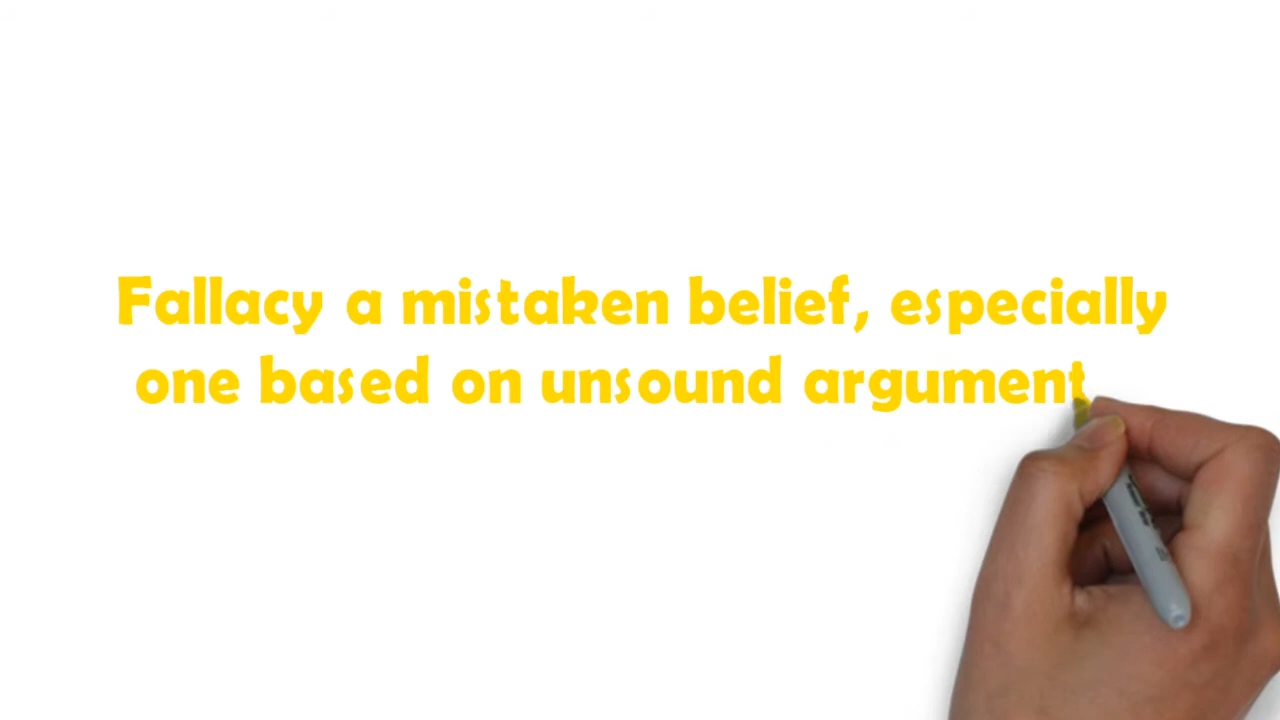 Fallacy a mistaken belief, especially
one based on unsound argument